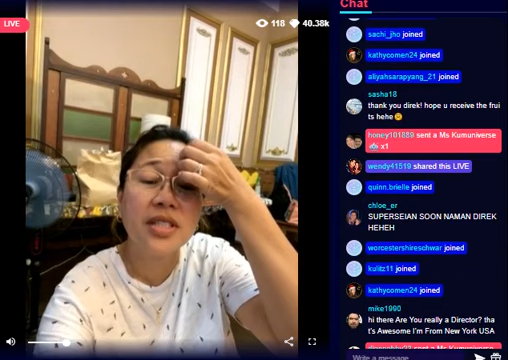 LIVE
118 40.38k
Chat
sachi_jho joined
kathycomen24 joined
aliyahsarapyang_21 joined
sasha18
thank you direk! hope u receive the frui
ts hehe
honey101889 sent a Ms Kumuniverse
x1
wendy41519 shared this LIVE
quinn.brielle joined
chloe_er
SUPERSEIAN SOON NAMAN DIREK
HEHEH
worcestershireschwar joined
kulitz11 joined
kathycomen24 joined
mike1990
hi there Are You really a Director? tha
t's Awesome I'm From New York USA
sent a Ms Kumuniverse
Write a message